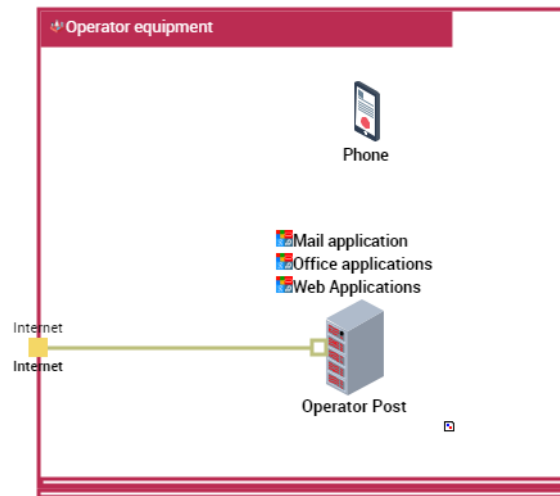 Operator equipment
Phone
Mail application
Office applications
Web Applications
Internet
Internet
Operator Post